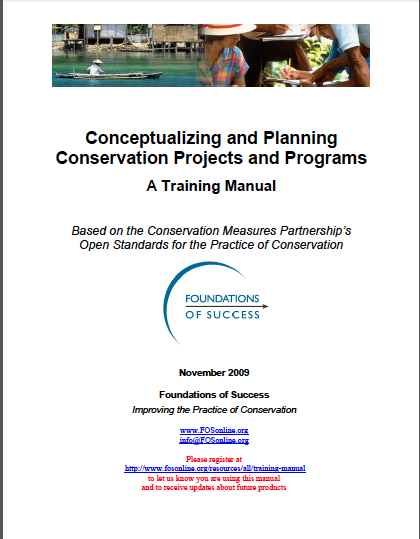 Conceptualizing and Planning
Conservation Projects and Programs
A Training Manual
Based on the Conservation Measures Partnership's
Open Standards for the Practice of Conservation
FOUNDATIONS
OF SUCCESS
November 2009
Foundations of Success
Improving the Practice of Conservation
www.FOSonline.org
info@FOSonline.org
Please register at
http://www.fosonline.org/resources/all/training-manual
to let us know you are using this manual
and to receive updates about future products